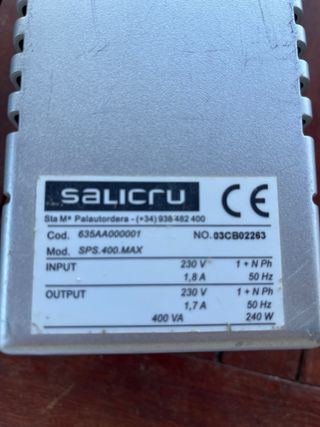 SALICRU CE
Sta Mª Palautordera - (+34) 938 482 400
Cod. 635AA000001 NO. 03CB02263
Mod. SPS.400.MAX
INPUT 230 V 1 + N Ph
1,8 A 50 Hz
OUTPUT 230 V 1 + N Ph
1,7 A 50 Hz
400 VA 240 W